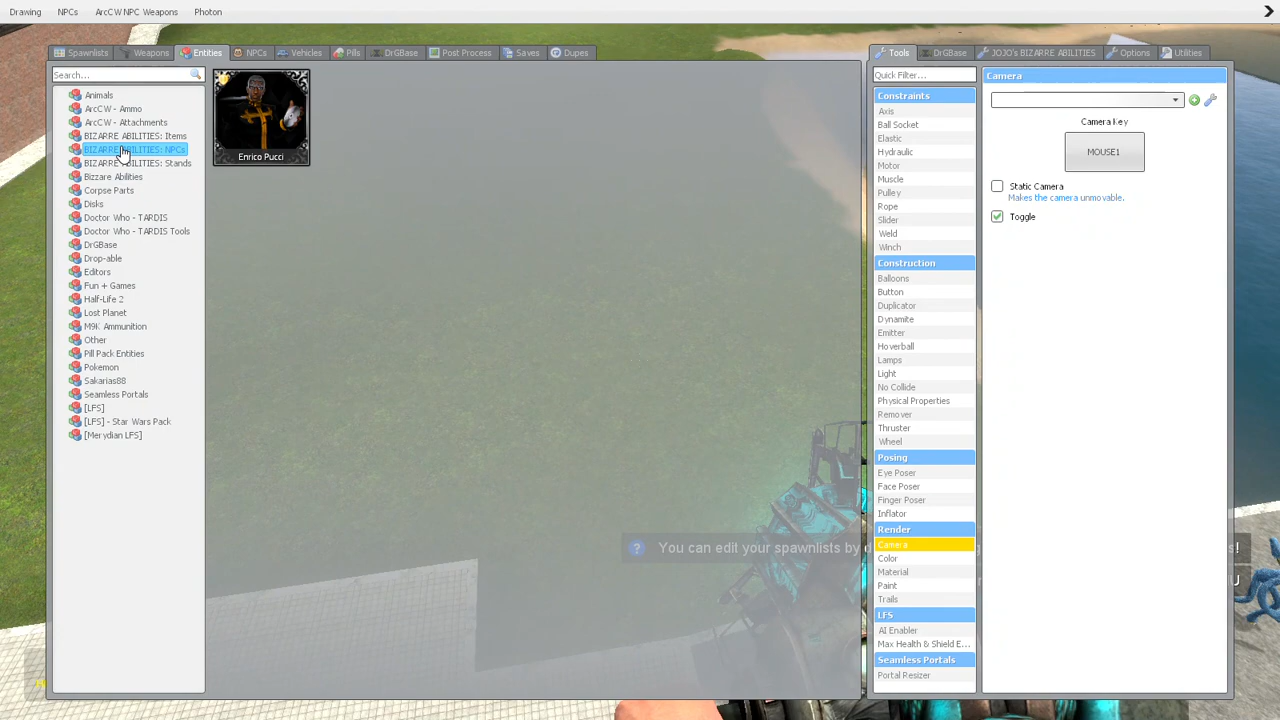 Drawing NPCs ArcCW NPC Weapons Photon
Spawnlists Weapons Entities NPCs Vehicles Pills DrGBase Post Process Saves Dupes
Search...
Animals
ArcCW - Ammo
ArcCW - Attachments
BIZARRE ABILITIES: Items
BIZARRE ABILITIES: NPCs
BIZARRE ABILITIES: Stands
Bizzare Abilities
Corpse Parts
Disks
Doctor Who - TARDIS
Doctor Who - TARDIS Tools
DrGBase
Drop-able
Editors
Fun + Games
Half-Life 2
Lost Planet
M9K Ammunition
Other
Pill Pack Entities
Pokemon
Sakarias88
Seamless Portals
[LFS]
[LFS] - Star Wars Pack
[Merydian LFS]
Enrico Pucci
You can edit your spawnlists by d
Tools DrGBase JOJO's BIZARRE ABILITIES Options Utilities
Quick Filter...
Constraints
Axis
Ball Socket
Elastic
Hydraulic
Motor
Muscle
Pulley
Rope
Slider
Weld
Winch
Construction
Balloons
Button
Duplicator
Dynamite
Emitter
Hoverball
Lamps
Light
No Collide
Physical Properties
Remover
Thruster
Wheel
Posing
Eye Poser
Face Poser
Finger Poser
Inflator
Render
Camera
Color
Material
Paint
Trails
LFS
AI Enabler
Max Health & Shield E...
Seamless Portals
Portal Resizer
Camera
Camera Key
MOUSE1
Static Camera
Makes the camera unmovable.
Toggle